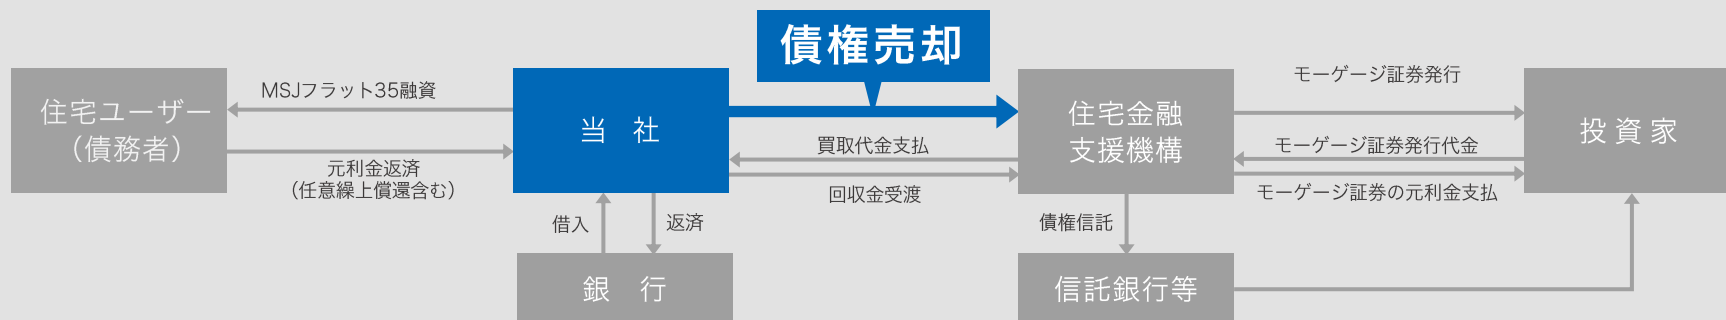 債権売却
住宅ユーザー
（債務者）
MSJフラット35融資
元利金返済
（任意繰上償還含む）
当　社
買取代金支払
回収金受渡
住宅金融
支援機構
モーゲージ証券発行
モーゲージ証券発行代金
モーゲージ証券の元利金支払
投資家
借入
返済
債権信託
銀　行
信託銀行等